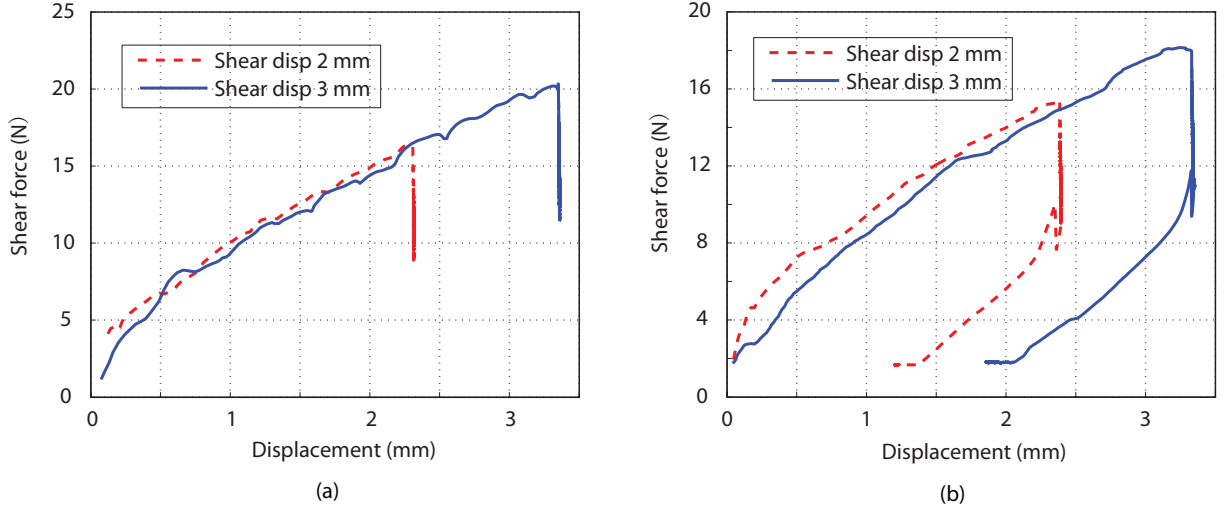 25
20
15
10
5
0
0
1
2
3
Shear force (N)
Displacement (mm)
Shear disp 2 mm
Shear disp 3 mm
(a)
20
16
12
8
4
0
0
1
2
3
Shear force (N)
Displacement (mm)
Shear disp 2 mm
Shear disp 3 mm
(b)